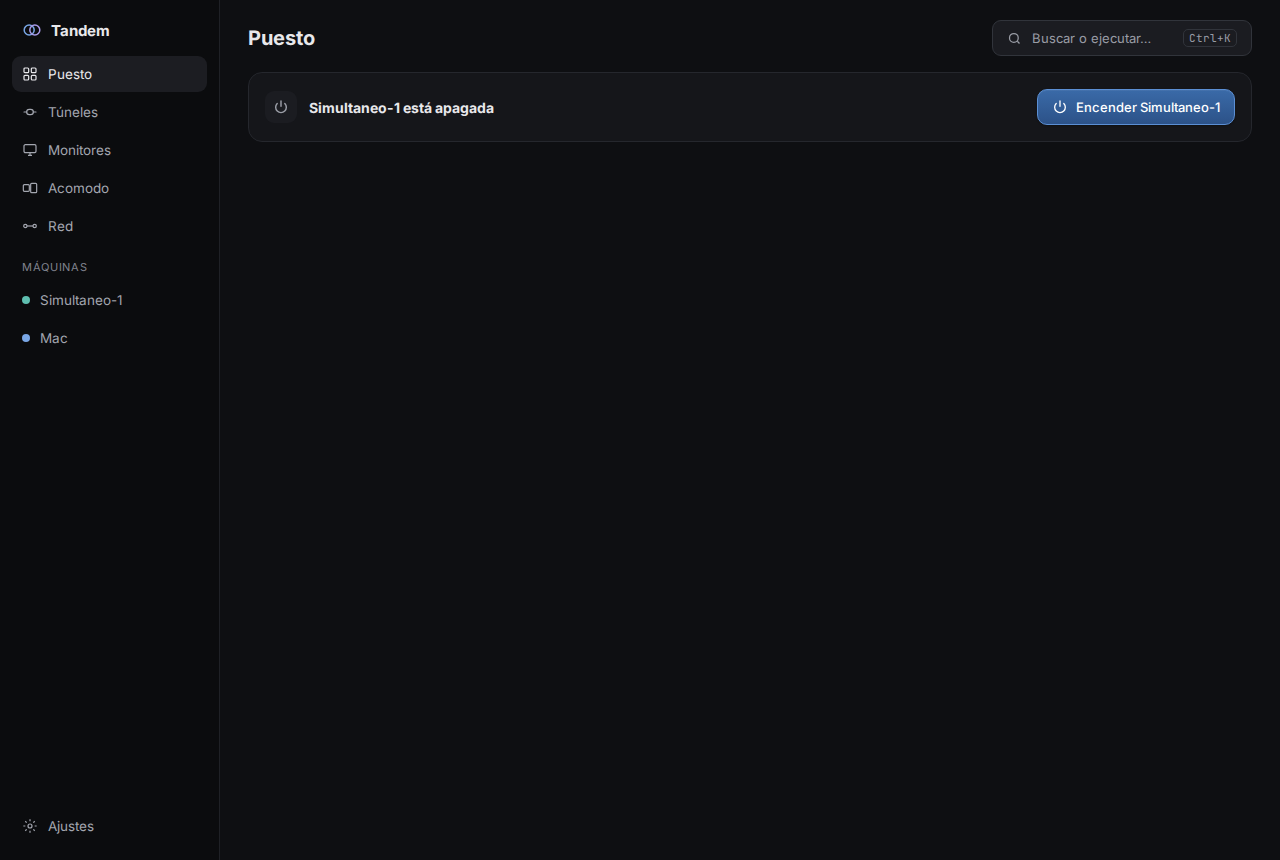 Tandem
Puesto
Túneles
Monitores
Acomodo
Red
MÁQUINAS
Simultaneo-1
Mac
Ajustes
Puesto
Buscar o ejecutar... Ctrl+K
Simultaneo-1 está apagada
Encender Simultaneo-1